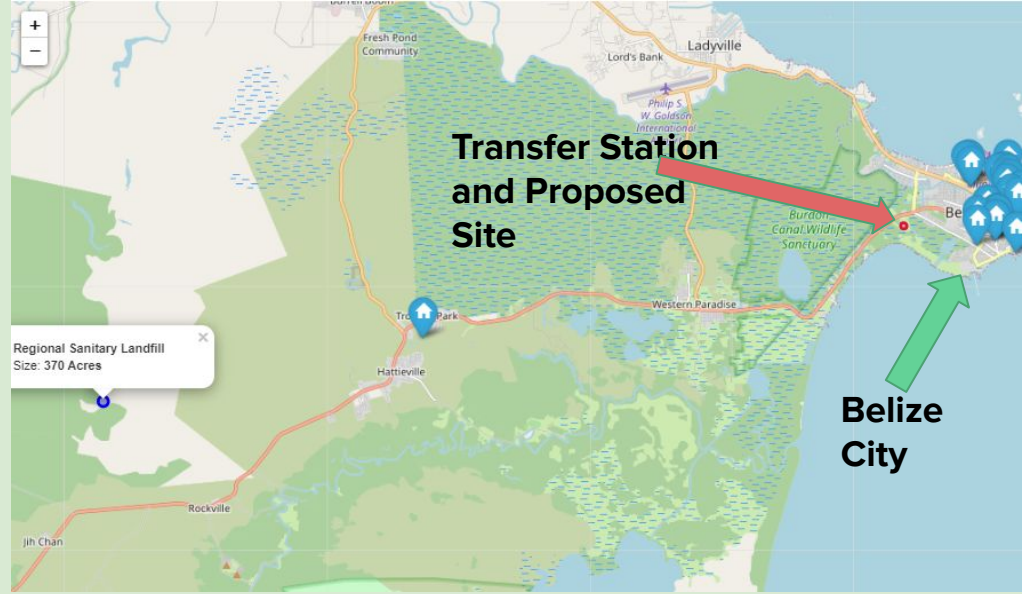 +
−
Fresh Pond
Community
Lord's Bank
Ladyville
Philip S.
W. Goldson
International
Transfer Station
and Proposed
Site
Burdon
Canal Wildlife
Sanctuary
Be
Western Paradise
Park
Regional Sanitary Landfill
Size: 370 Acres
×
Hattieville
Belize
City
Rockville
Jih Chan